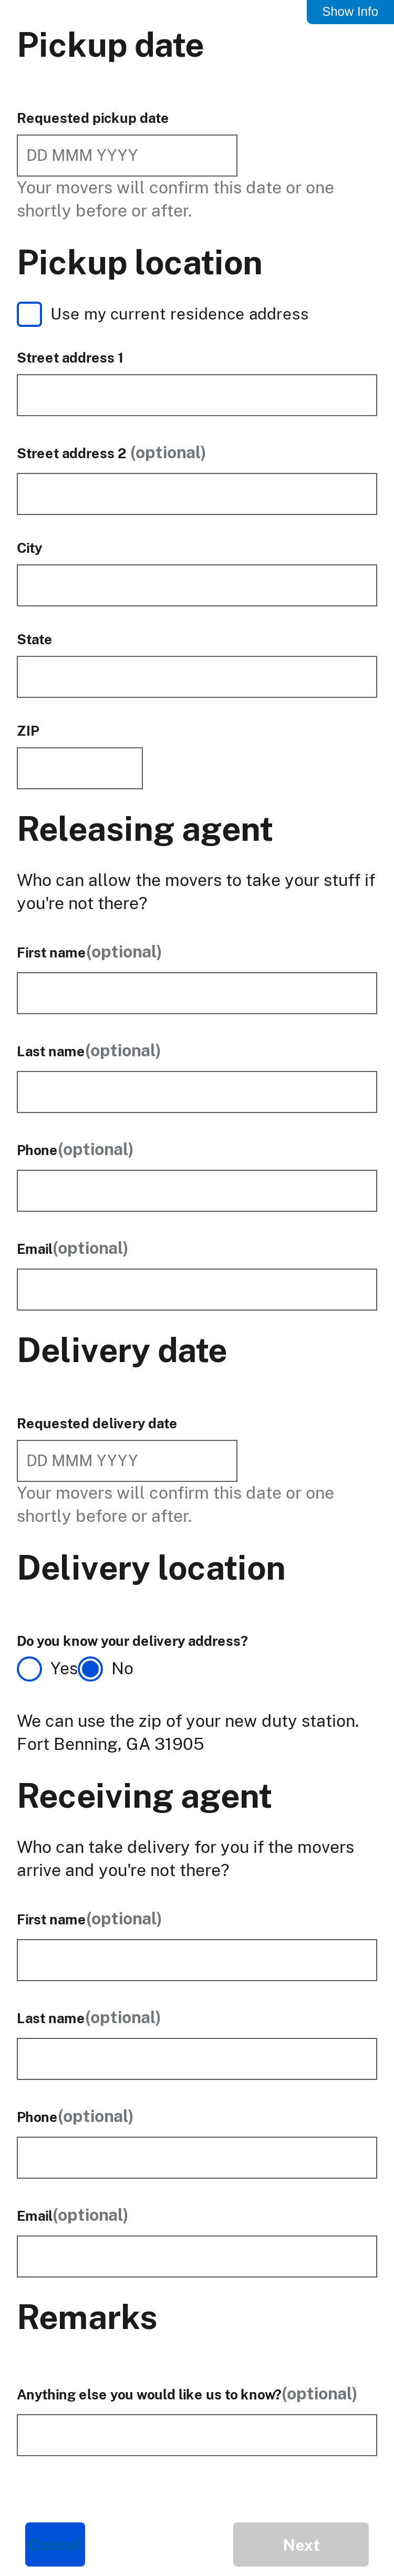 Show Info
Pickup date
Requested pickup date
DD MMM YYYY
Your movers will confirm this date or one
shortly before or after.
Pickup location
Use my current residence address
Street address 1
Street address 2 (optional)
City
State
ZIP
Releasing agent
Who can allow the movers to take your stuff if
you're not there?
First name(optional)
Last name(optional)
Phone(optional)
Email(optional)
Delivery date
Requested delivery date
DD MMM YYYY
Your movers will confirm this date or one
shortly before or after.
Delivery location
Do you know your delivery address?
Yes No
We can use the zip of your new duty station.
Fort Benning, GA 31905
Receiving agent
Who can take delivery for you if the movers
arrive and you're not there?
First name(optional)
Last name(optional)
Phone(optional)
Email(optional)
Remarks
Anything else you would like us to know?(optional)
Cancel Next